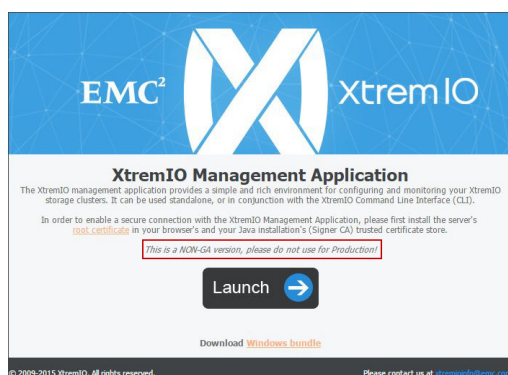 EMC²
XtremIO
XtremIO Management Application
The XtremIO management application provides a simple and rich environment for configuring and monitoring your XtremIO
storage clusters. It can be used standalone, or in conjunction with the XtremIO Command Line Interface (CLI).
In order to enable a secure connection with the XtremIO Management Application, please first install the server's
root certificate in your browser's and your Java installation's (Signer CA) trusted certificate store.
This is a NON-GA version, please do not use for Production!
Launch
Download Windows bundle
© 2009-2015 XtremIO. All rights reserved.
Please contact us at xtremioinfo@emc.com